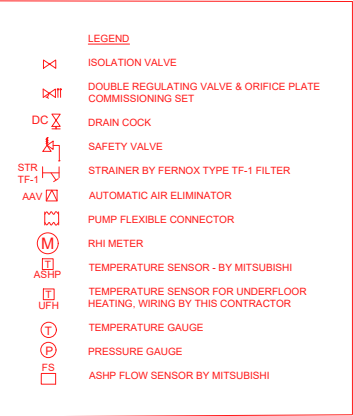 LEGEND
ISOLATION VALVE
DOUBLE REGULATING VALVE & ORIFICE PLATE
COMMISSIONING SET
DC DRAIN COCK
SAFETY VALVE
STR
TF-1
STRAINER BY FERNOX TYPE TF-1 FILTER
AAV AUTOMATIC AIR ELIMINATOR
PUMP FLEXIBLE CONNECTOR
M RHI METER
T
ASHP
TEMPERATURE SENSOR - BY MITSUBISHI
T
UFH
TEMPERATURE SENSOR FOR UNDERFLOOR
HEATING, WIRING BY THIS CONTRACTOR
T TEMPERATURE GAUGE
P PRESSURE GAUGE
FS
ASHP FLOW SENSOR BY MITSUBISHI